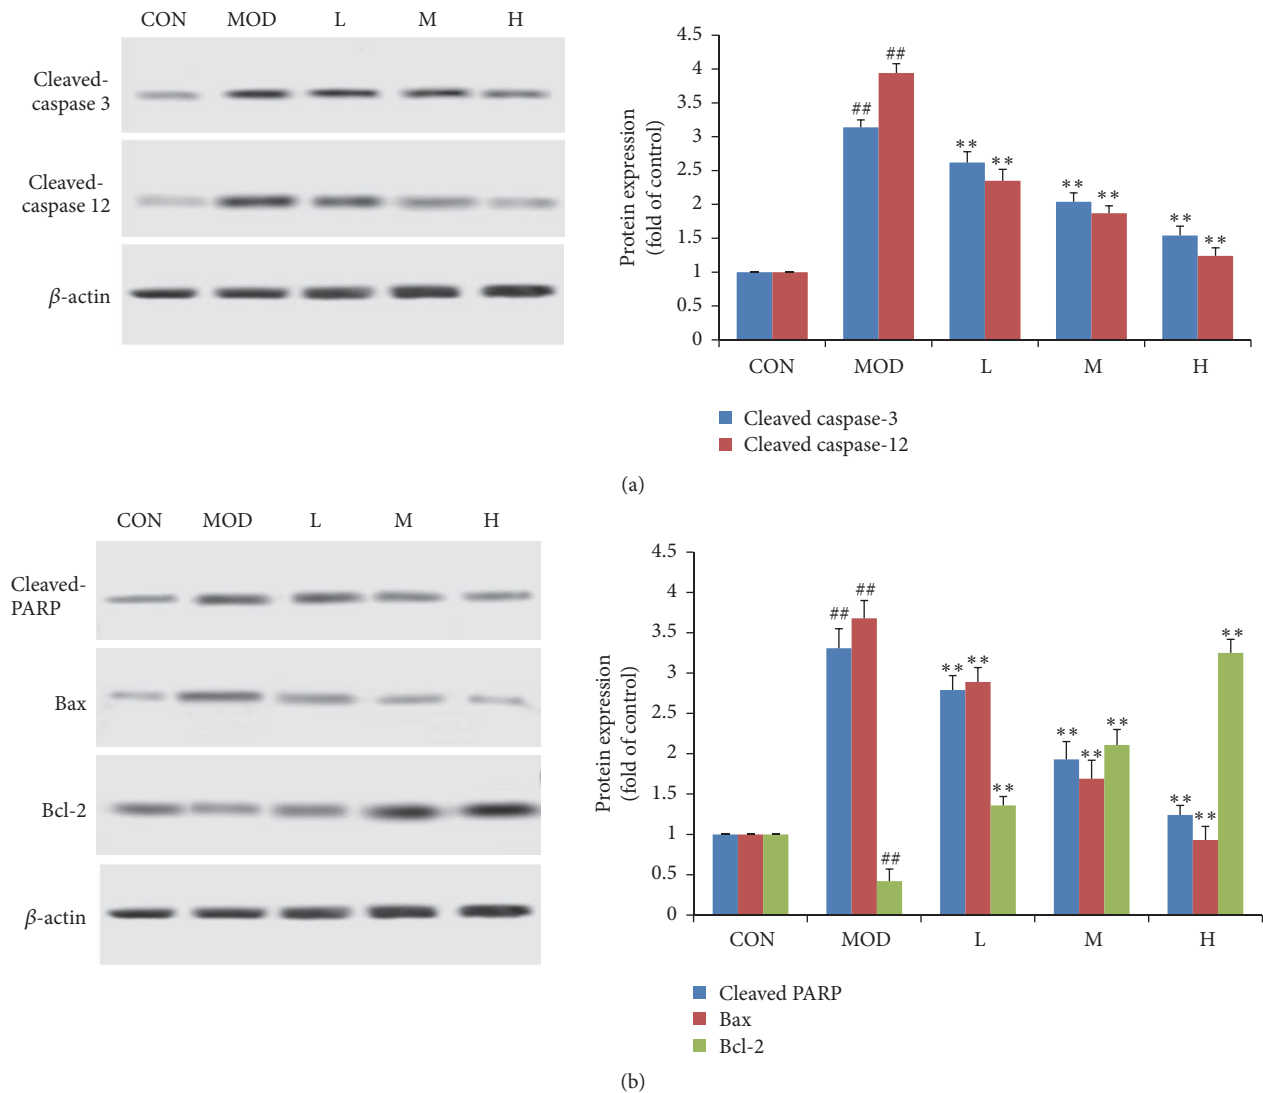 CON MOD L M H
Cleaved-
caspase 3
Cleaved-
caspase 12
β-actin
4.5
4
3.5
3
2.5
2
1.5
1
0.5
0
Protein expression
(fold of control)
## ##
** **
** **
** **
CON MOD L M H
Cleaved caspase-3
Cleaved caspase-12
(a)
CON MOD L M H
Cleaved-
PARP
Bax
Bcl-2
β-actin
4.5
4
3.5
3
2.5
2
1.5
1
0.5
0
Protein expression
(fold of control)
## ## ##
** ** **
** ** **
** ** **
CON MOD L M H
Cleaved PARP
Bax
Bcl-2
(b)